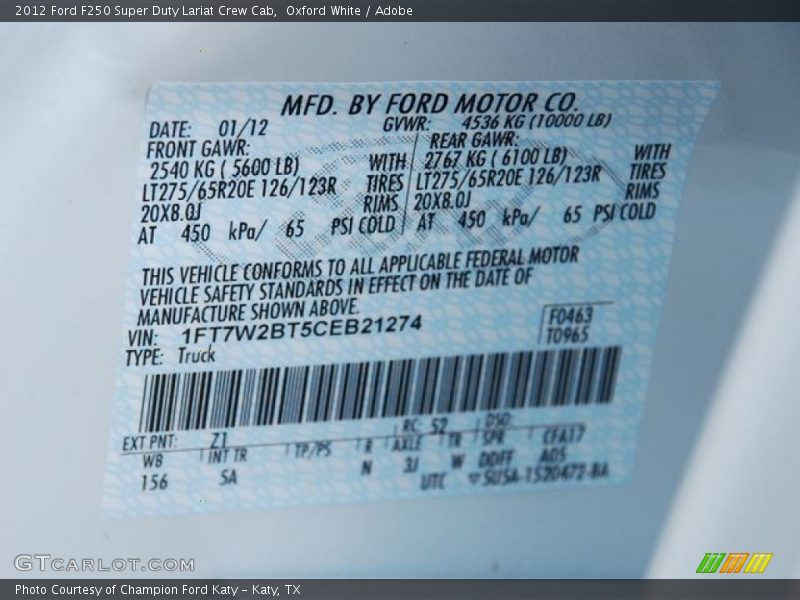 2012 Ford F250 Super Duty Lariat Crew Cab, Oxford White / Adobe
MFD. BY FORD MOTOR CO.
DATE: 01/12 GVWR: 4536 KG (10000 LB)
FRONT GAWR: REAR GAWR:
2540 KG ( 5600 LB) WITH 2767 KG ( 6100 LB) WITH
LT275/65R20E 126/123R TIRES LT275/65R20E 126/123R TIRES
20X8.0J RIMS 20X8.0J RIMS
AT 450 kPa/ 65 PSI COLD AT 450 kPa/ 65 PSI COLD
THIS VEHICLE CONFORMS TO ALL APPLICABLE FEDERAL MOTOR
VEHICLE SAFETY STANDARDS IN EFFECT ON THE DATE OF
MANUFACTURE SHOWN ABOVE.
VIN: 1FT7W2BT5CEB21274 F0463
TYPE: Truck T0965
EXT PNT: Z1 RC: 52 DSO:
WB INT TR TP/PS R AXLE TR SPR CFA17
156 SA N 3J W DDFF ADS
UTC 5U5A-1520472-BA
GTCARLOT.COM
Photo Courtesy of Champion Ford Katy – Katy, TX